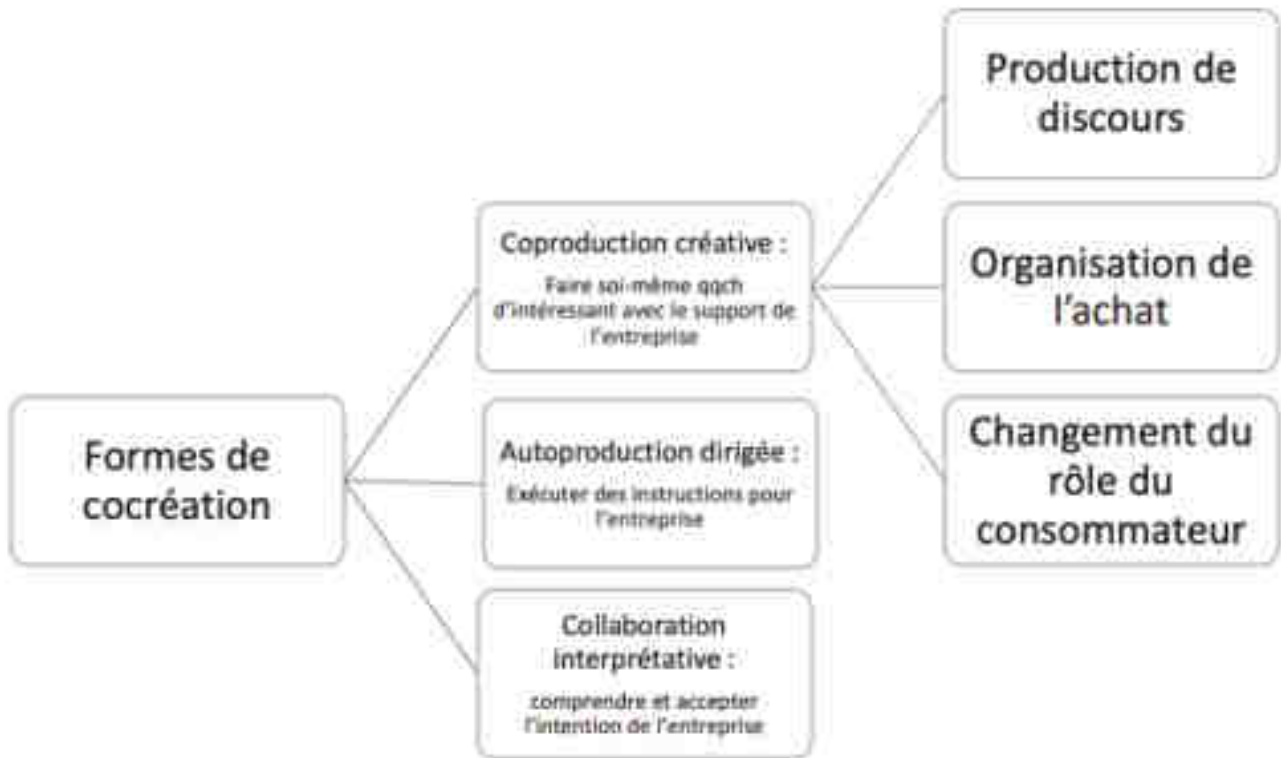 Formes de
cocréation
Coproduction créative :
Faire soi-même qqch
d'intéressant avec le support de
l'entreprise
Autoproduction dirigée :
Exécuter des instructions pour
l'entreprise
Collaboration
interprétative :
comprendre et accepter
l'intention de l'entreprise
Production de
discours
Organisation de
l'achat
Changement du
rôle du
consommateur